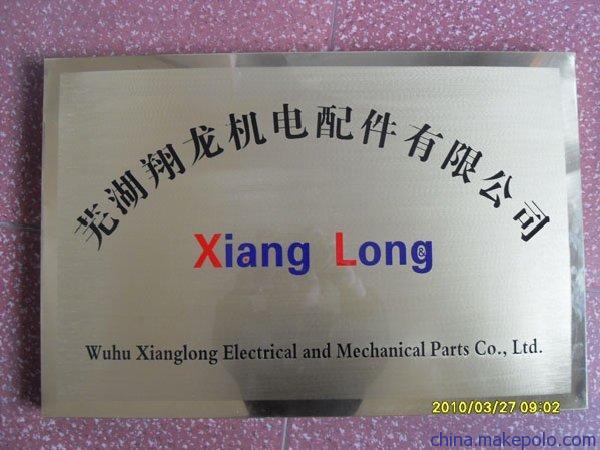 芜湖翔龙机电配件有限公司
Xiang Long
Wuhu Xianglong Electrical and Mechanical Parts Co., Ltd.
2010/03/27 09:02
china.makepolo.com